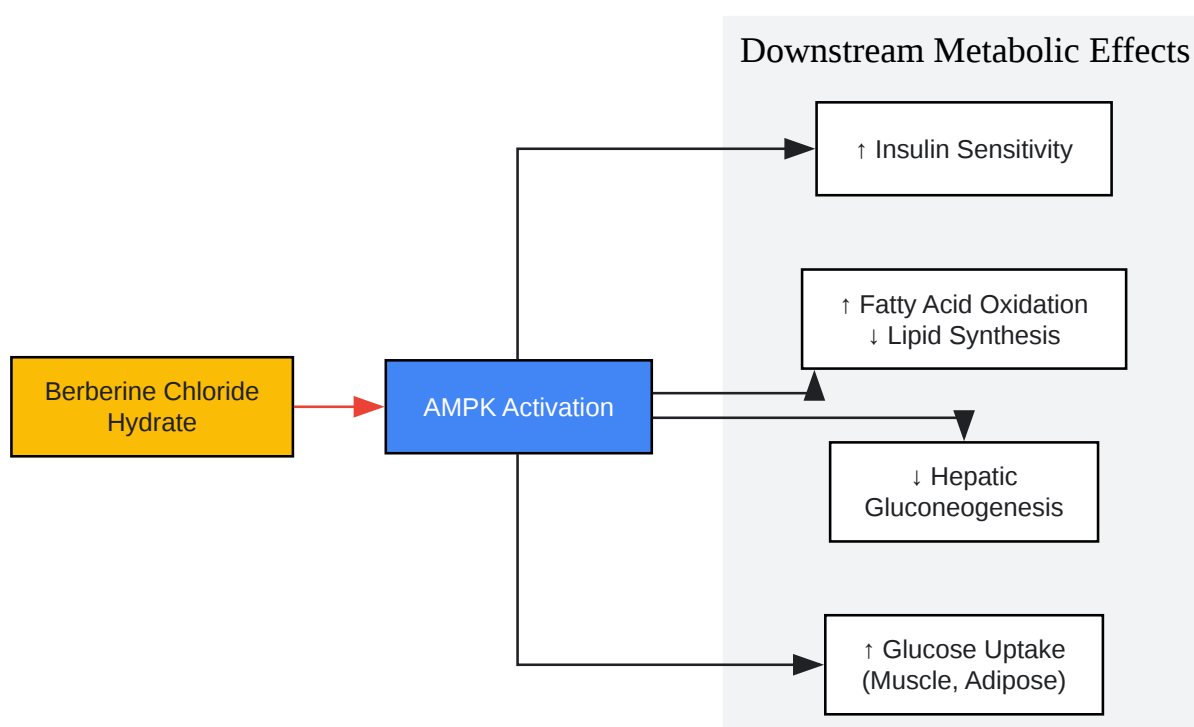 Downstream Metabolic Effects
↑ Insulin Sensitivity
↑ Fatty Acid Oxidation
↓ Lipid Synthesis
Berberine Chloride
Hydrate
AMPK Activation
↓ Hepatic
Gluconeogenesis
↑ Glucose Uptake
(Muscle, Adipose)